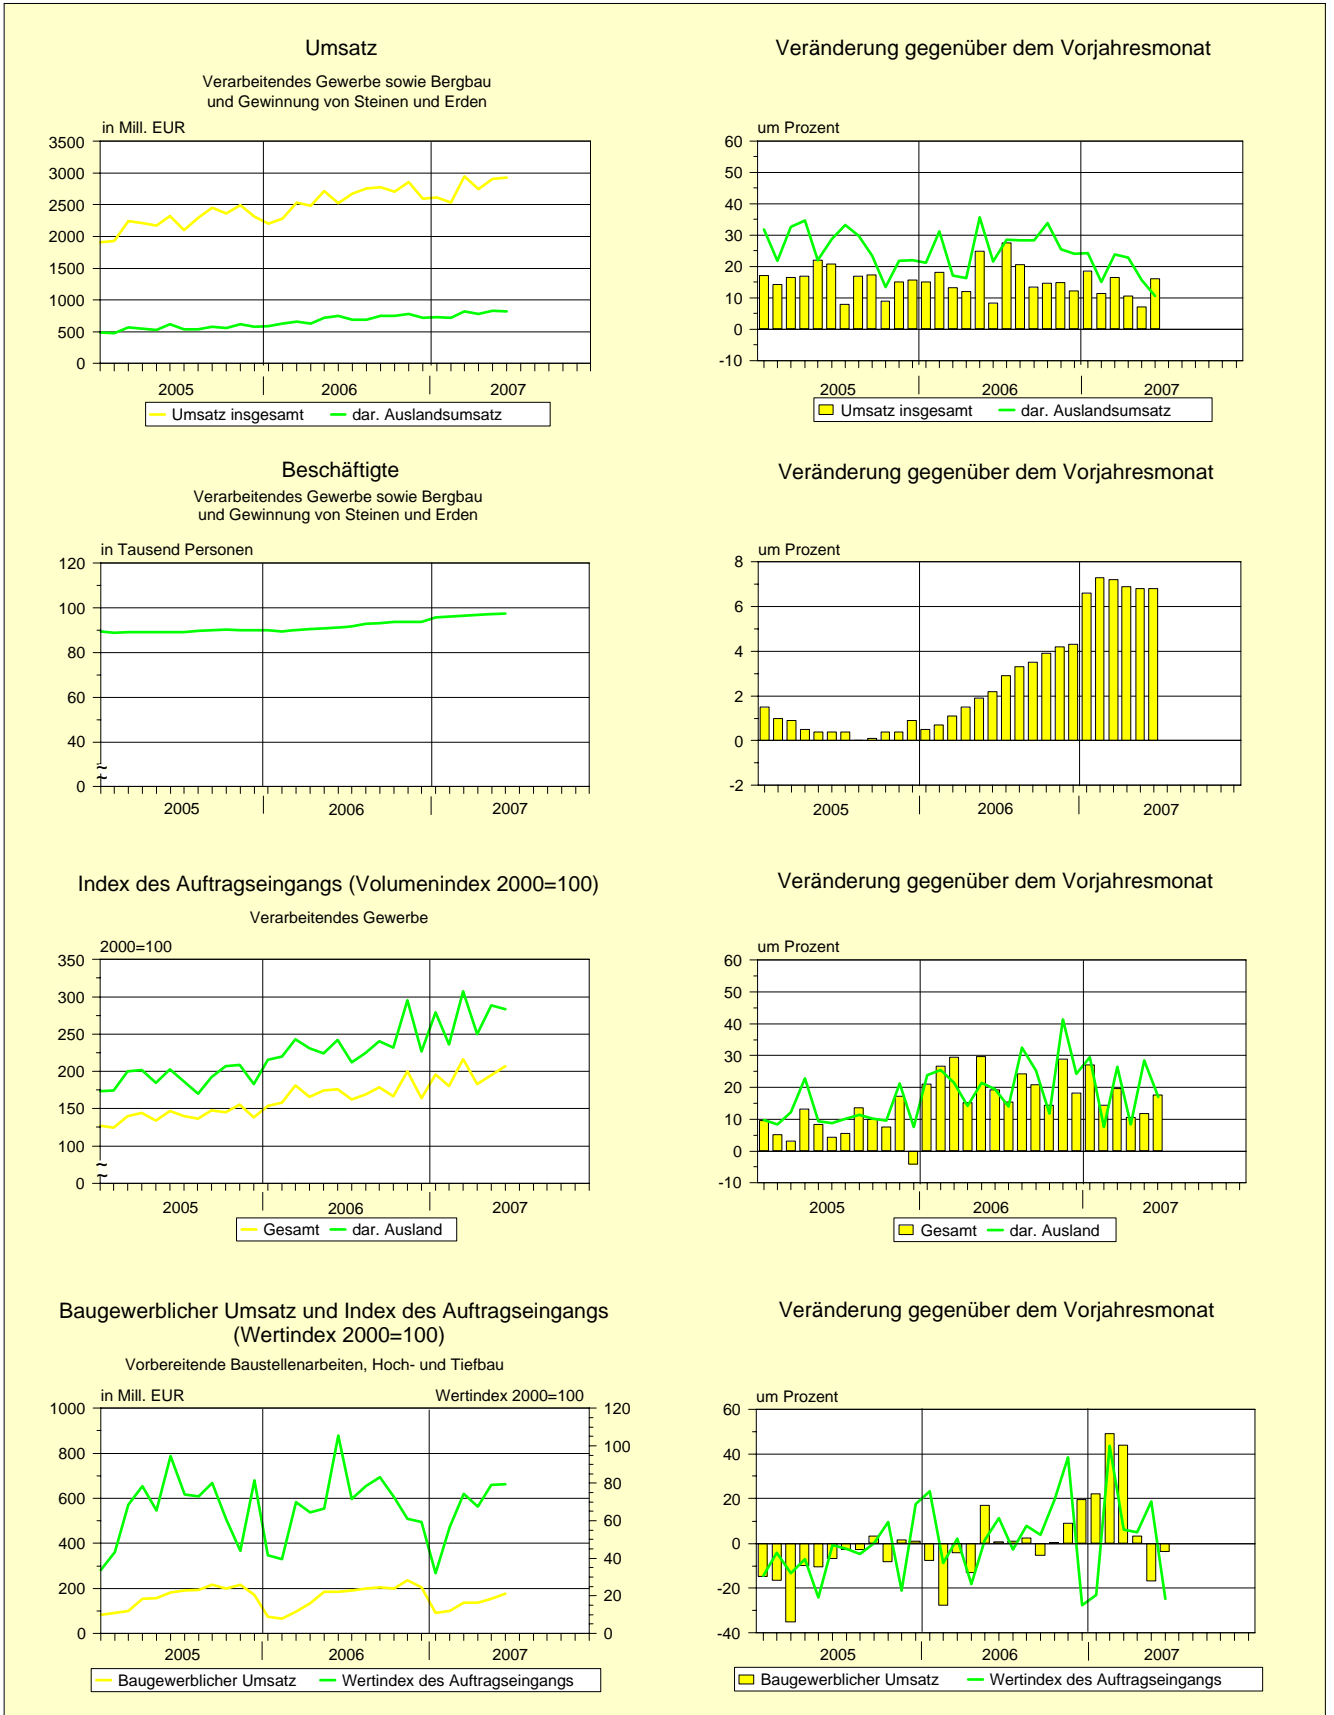 Umsatz
Verarbeitendes Gewerbe sowie Bergbau
und Gewinnung von Steinen und Erden
in Mill. EUR
3500
3000
2500
2000
1500
1000
500
0
2005 2006 2007
Umsatz insgesamt dar. Auslandsumsatz
Veränderung gegenüber dem Vorjahresmonat
um Prozent
60
50
40
30
20
10
0
-10
2005 2006 2007
Umsatz insgesamt dar. Auslandsumsatz
Beschäftigte
Verarbeitendes Gewerbe sowie Bergbau
und Gewinnung von Steinen und Erden
in Tausend Personen
120
100
80
60
40
0
2005 2006 2007
Veränderung gegenüber dem Vorjahresmonat
um Prozent
8
6
4
2
0
-2
2005 2006 2007
Index des Auftragseingangs (Volumenindex 2000=100)
Verarbeitendes Gewerbe
2000=100
350
300
250
200
150
100
0
2005 2006 2007
Gesamt dar. Ausland
Veränderung gegenüber dem Vorjahresmonat
um Prozent
60
50
40
30
20
10
0
-10
2005 2006 2007
Gesamt dar. Ausland
Baugewerblicher Umsatz und Index des Auftragseingangs
(Wertindex 2000=100)
Vorbereitende Baustellenarbeiten, Hoch- und Tiefbau
in Mill. EUR Wertindex 2000=100
1000
800
600
400
200
0
120
100
80
60
40
20
0
2005 2006 2007
Baugewerblicher Umsatz Wertindex des Auftragseingangs
Veränderung gegenüber dem Vorjahresmonat
um Prozent
60
40
20
0
-20
-40
2005 2006 2007
Baugewerblicher Umsatz Wertindex des Auftragseingangs